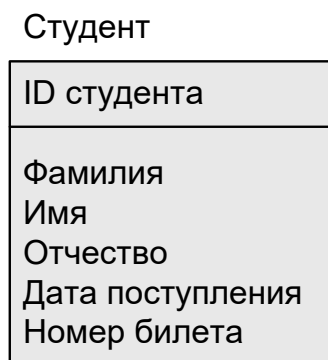 Студент
ID студента
Фамилия
Имя
Отчество
Дата поступления
Номер билета